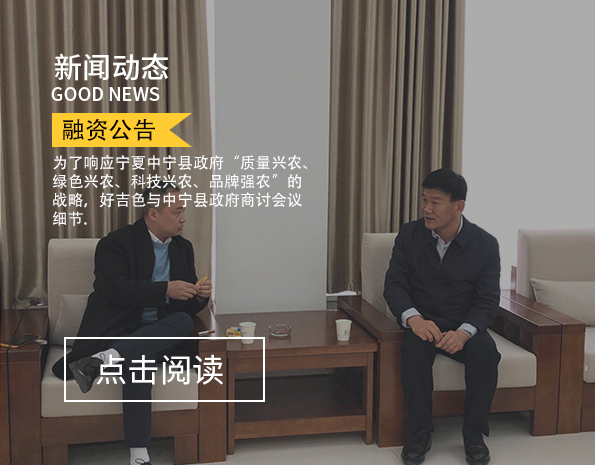 新闻动态
GOOD NEWS
融资公告
为了响应宁夏中宁县政府“质量兴农、
绿色兴农、科技兴农、品牌强农”的
战略，好吉色与中宁县政府商讨会议
细节.
点击阅读